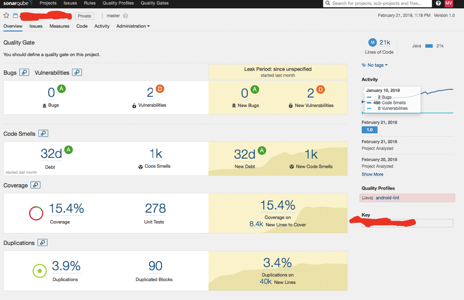 sonarqube Projects Issues Rules Quality Profiles Quality Gates
Search for projects, sub-projects and files...
MV
Private master
February 21, 2018, 1:18 PM Version 1.0
Overview Issues Measures Code Activity Administration
Quality Gate
You should define a quality gate on this project.
Bugs Vulnerabilities
Leak Period: since unspecified
started last month
0 A
Bugs
2 D
Vulnerabilities
0 A
New Bugs
2 D
New Vulnerabilities
Code Smells
32d A
Debt
started last month
1k
Code Smells
32d A
New Debt
1k
New Code Smells
Coverage
15.4%
Coverage
278
Unit Tests
15.4%
Coverage on
8.4k New Lines to Cover
Duplications
3.9%
Duplications
90
Duplicated Blocks
3.4%
Duplications on
40k New Lines
M 21k
Lines of Code
Java 21k
No tags
Activity
January 10, 2018
2 Bugs
Code Smells
0 Vulnerabilities
February 21, 2018
1.0
February 21, 2018
Project Analyzed
February 20, 2018
Project Analyzed
Show More
Quality Profiles
(Java) android-lint
Key